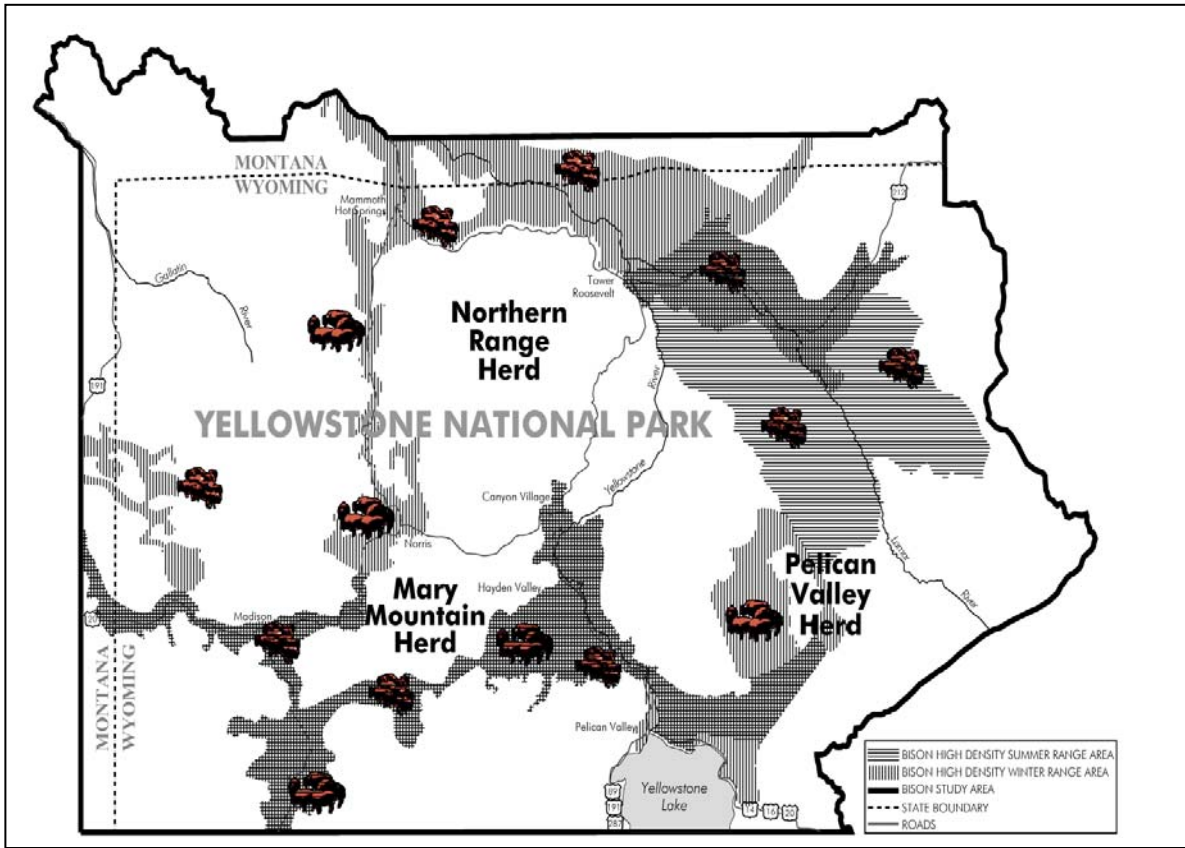 MONTANA
WYOMING
Mammoth
Hot Springs
212
Gallatin
River
Tower
Roosevelt
Northern
Range
Herd
191
River
YELLOWSTONE NATIONAL PARK
Yellowstone
Canyon Village
Norris
Lamar
River
Pelican
Valley
Herd
Hayden Valley
Mary
Mountain
Herd
20
Madison
MONTANA
WYOMING
Pelican Valley
Yellowstone
Lake
89
191
287
14
16
20
BISON HIGH DENSITY SUMMER RANGE AREA
BISON HIGH DENSITY WINTER RANGE AREA
BISON STUDY AREA
STATE BOUNDARY
ROADS